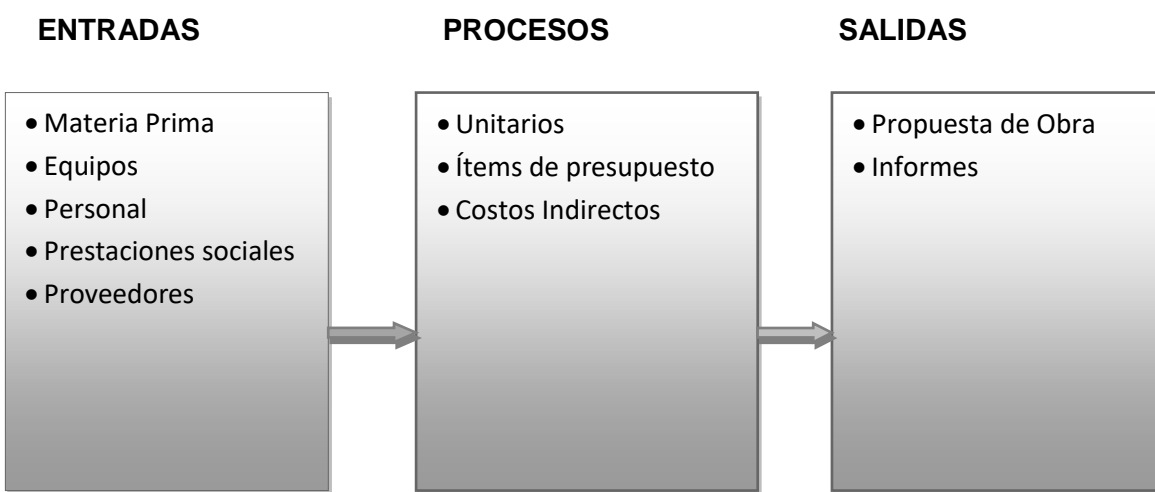 ENTRADAS
• Materia Prima
• Equipos
• Personal
• Prestaciones sociales
• Proveedores
PROCESOS
• Unitarios
• Ítems de presupuesto
• Costos Indirectos
SALIDAS
• Propuesta de Obra
• Informes